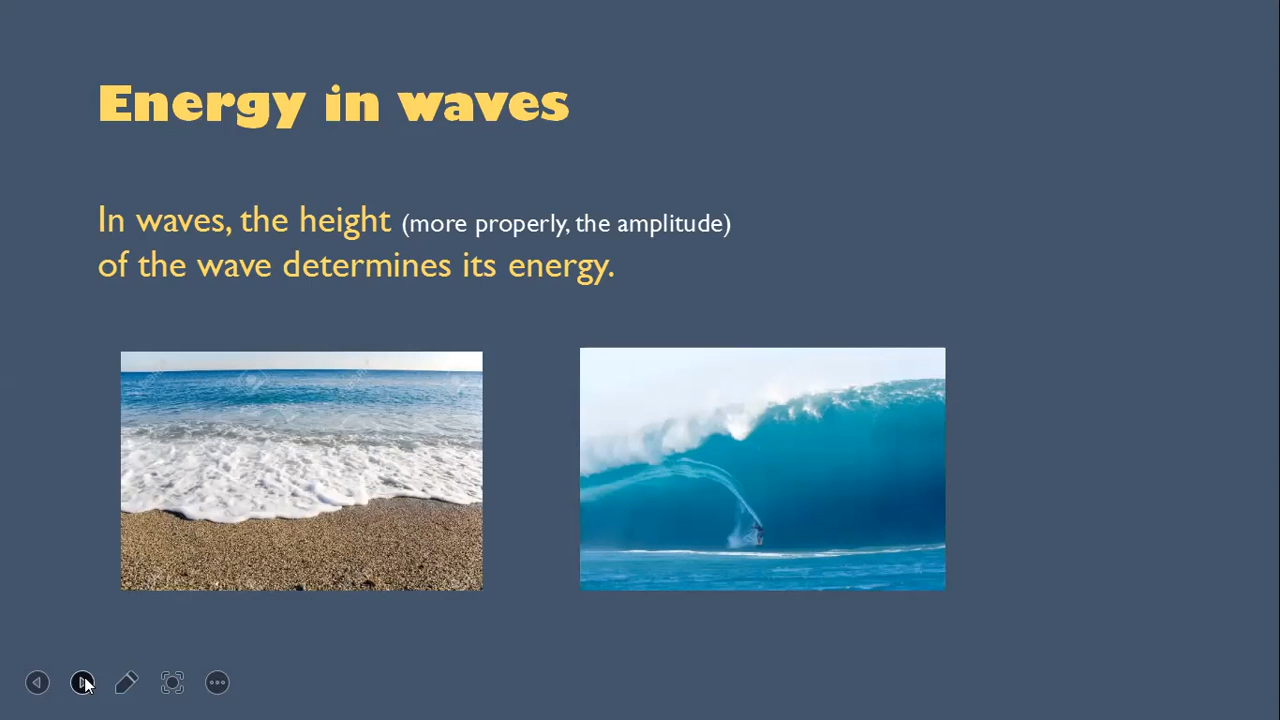 Energy in waves
In waves, the height (more properly, the amplitude)
of the wave determines its energy.